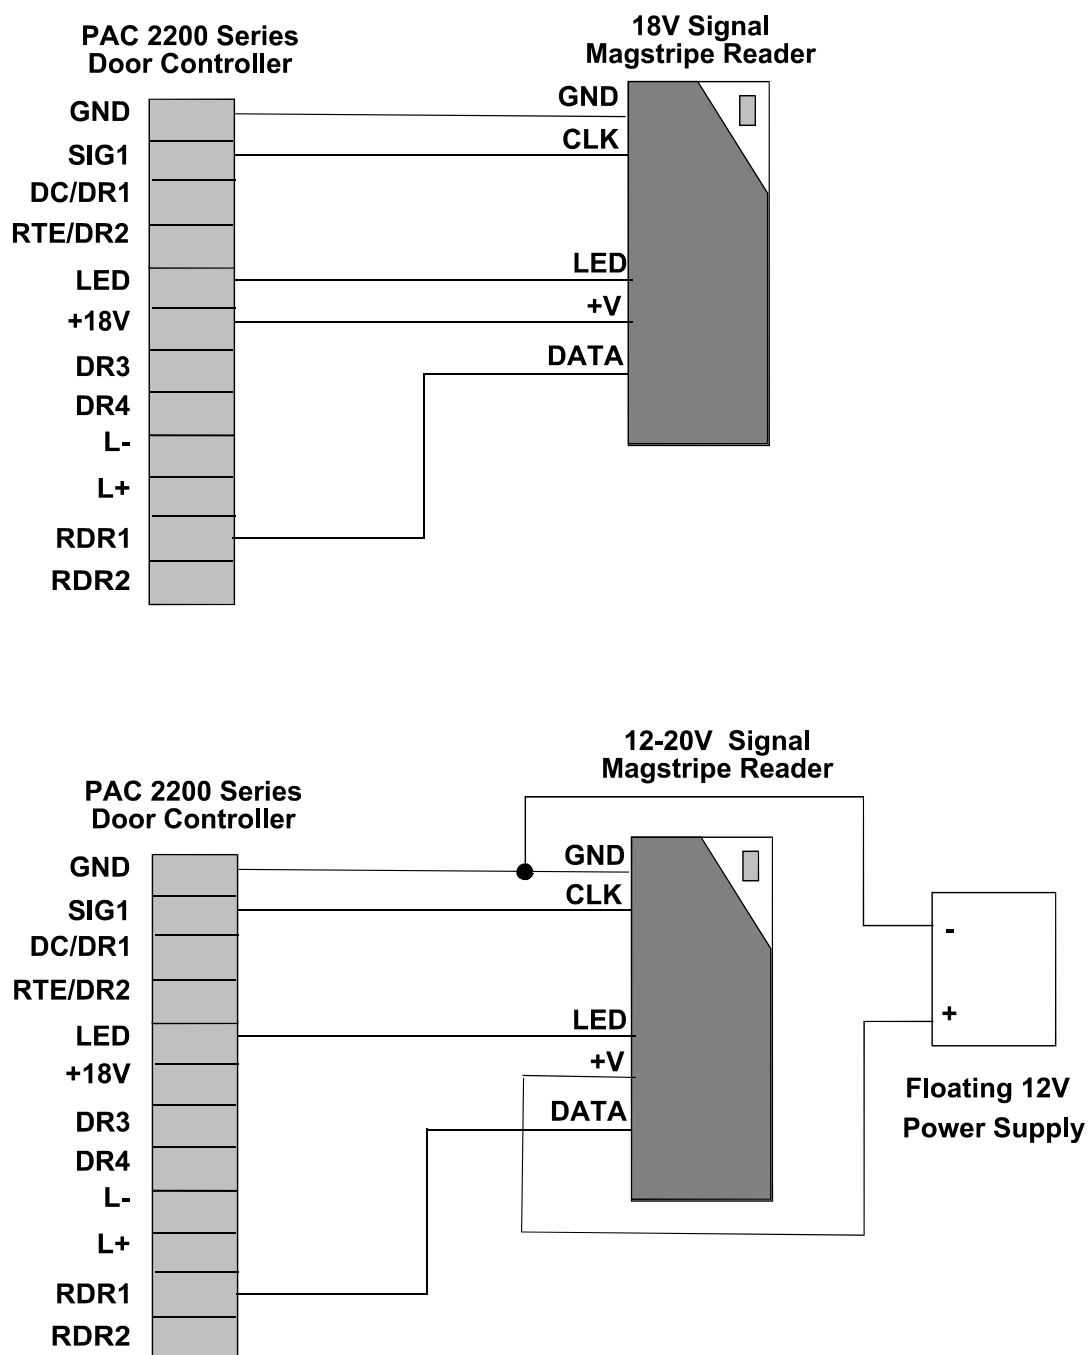 PAC 2200 Series
Door Controller
18V Signal
Magstripe Reader
GND
SIG1
DC/DR1
RTE/DR2
LED
+18V
DR3
DR4
L-
L+
RDR1
RDR2
GND
CLK
LED
+V
DATA
12-20V Signal
Magstripe Reader
PAC 2200 Series
Door Controller
GND
SIG1
DC/DR1
RTE/DR2
LED
+18V
DR3
DR4
L-
L+
RDR1
RDR2
GND
CLK
LED
+V
DATA
-
+
Floating 12V
Power Supply